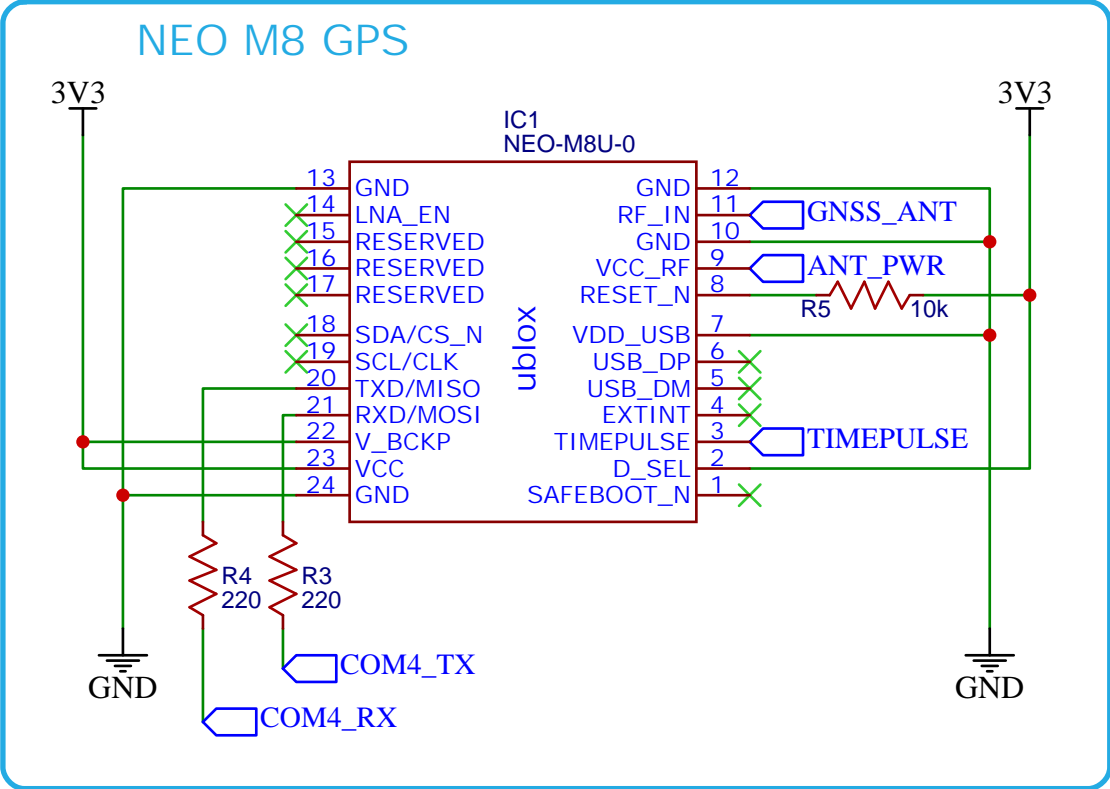 NEO M8 GPS
3V3
3V3
IC1
NEO-M8U-0
13 GND
14 LNA_EN
15 RESERVED
16 RESERVED
17 RESERVED
18 SDA/CS_N
19 SCL/CLK
20 TXD/MISO
21 RXD/MOSI
22 V_BCKP
23 VCC
24 GND
ublox
GND 12
RF_IN 11 GNSS_ANT
GND 10
VCC_RF 9 ANT_PWR
RESET_N 8
R5 10k
VDD_USB 7
USB_DP 6
USB_DM 5
EXTINT 4
TIMEPULSE 3 TIMEPULSE
D_SEL 2
SAFEBOOT_N 1
R4
220
R3
220
COM4_TX
COM4_RX
GND
GND